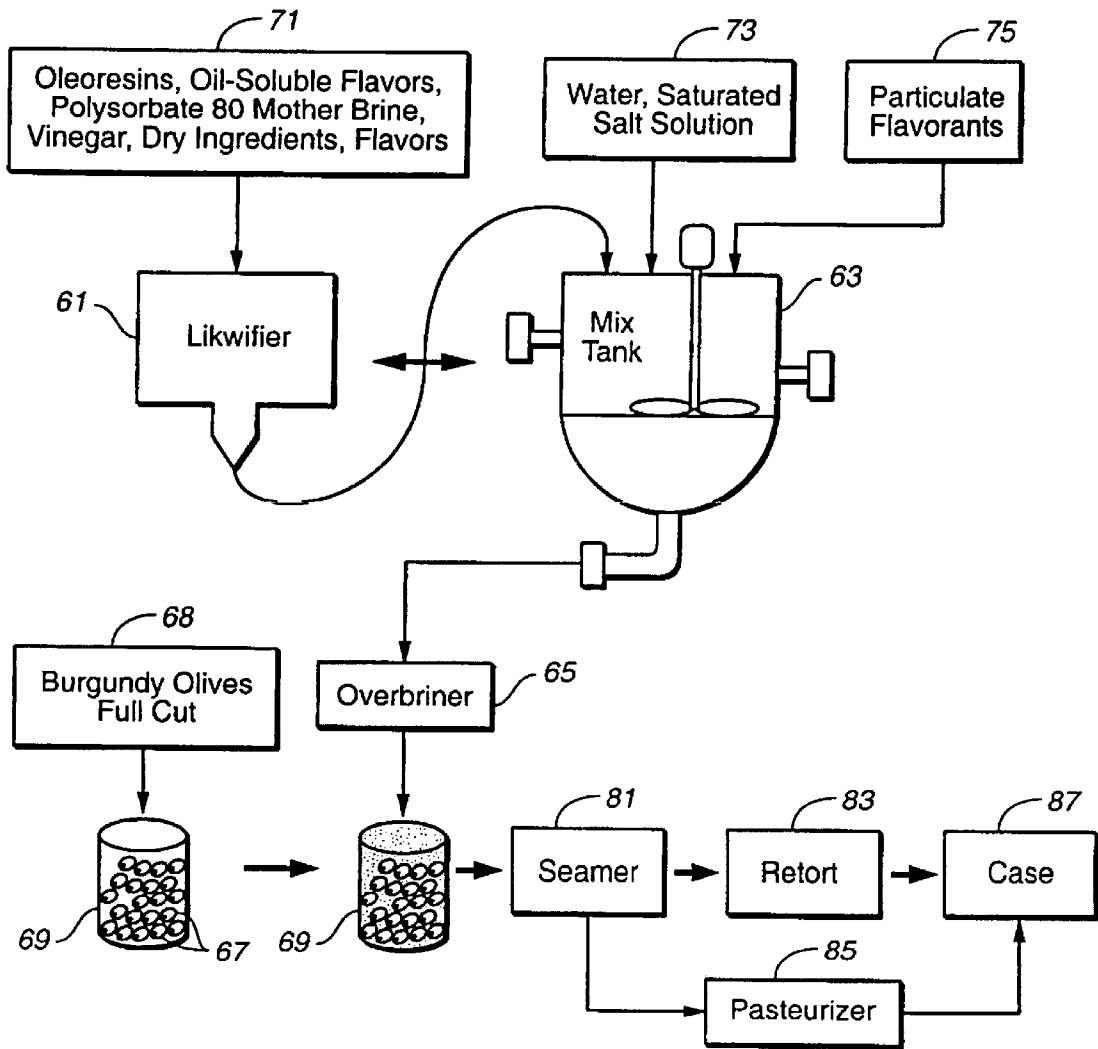 71
Oleoresins, Oil-Soluble Flavors,
Polysorbate 80 Mother Brine,
Vinegar, Dry Ingredients, Flavors
73
Water, Saturated
Salt Solution
75
Particulate
Flavorants
61
Likwifier
Mix
Tank
63
68
Burgundy Olives
Full Cut
Overbriner
65
69
67
69
81
Seamer
83
Retort
87
Case
85
Pasteurizer